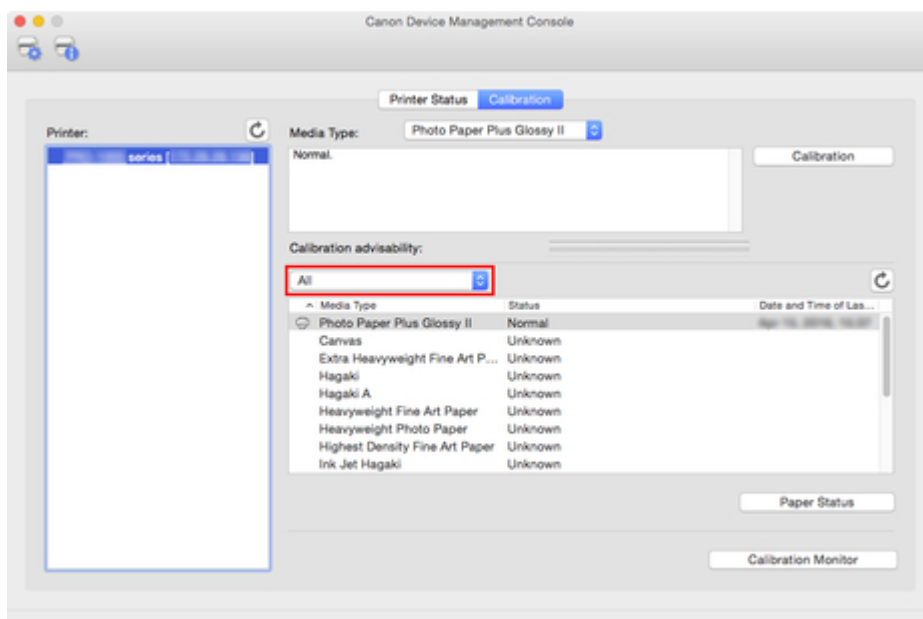 Canon Device Management Console
Printer Status Calibration
Printer:
Media Type: Photo Paper Plus Glossy II
series [
Normal.
Calibration
Calibration advisability:
All
Media Type Status Date and Time of Las...
Photo Paper Plus Glossy II Normal
Canvas Unknown
Extra Heavyweight Fine Art P... Unknown
Hagaki Unknown
Hagaki A Unknown
Heavyweight Fine Art Paper Unknown
Heavyweight Photo Paper Unknown
Highest Density Fine Art Paper Unknown
Ink Jet Hagaki Unknown
Paper Status
Calibration Monitor